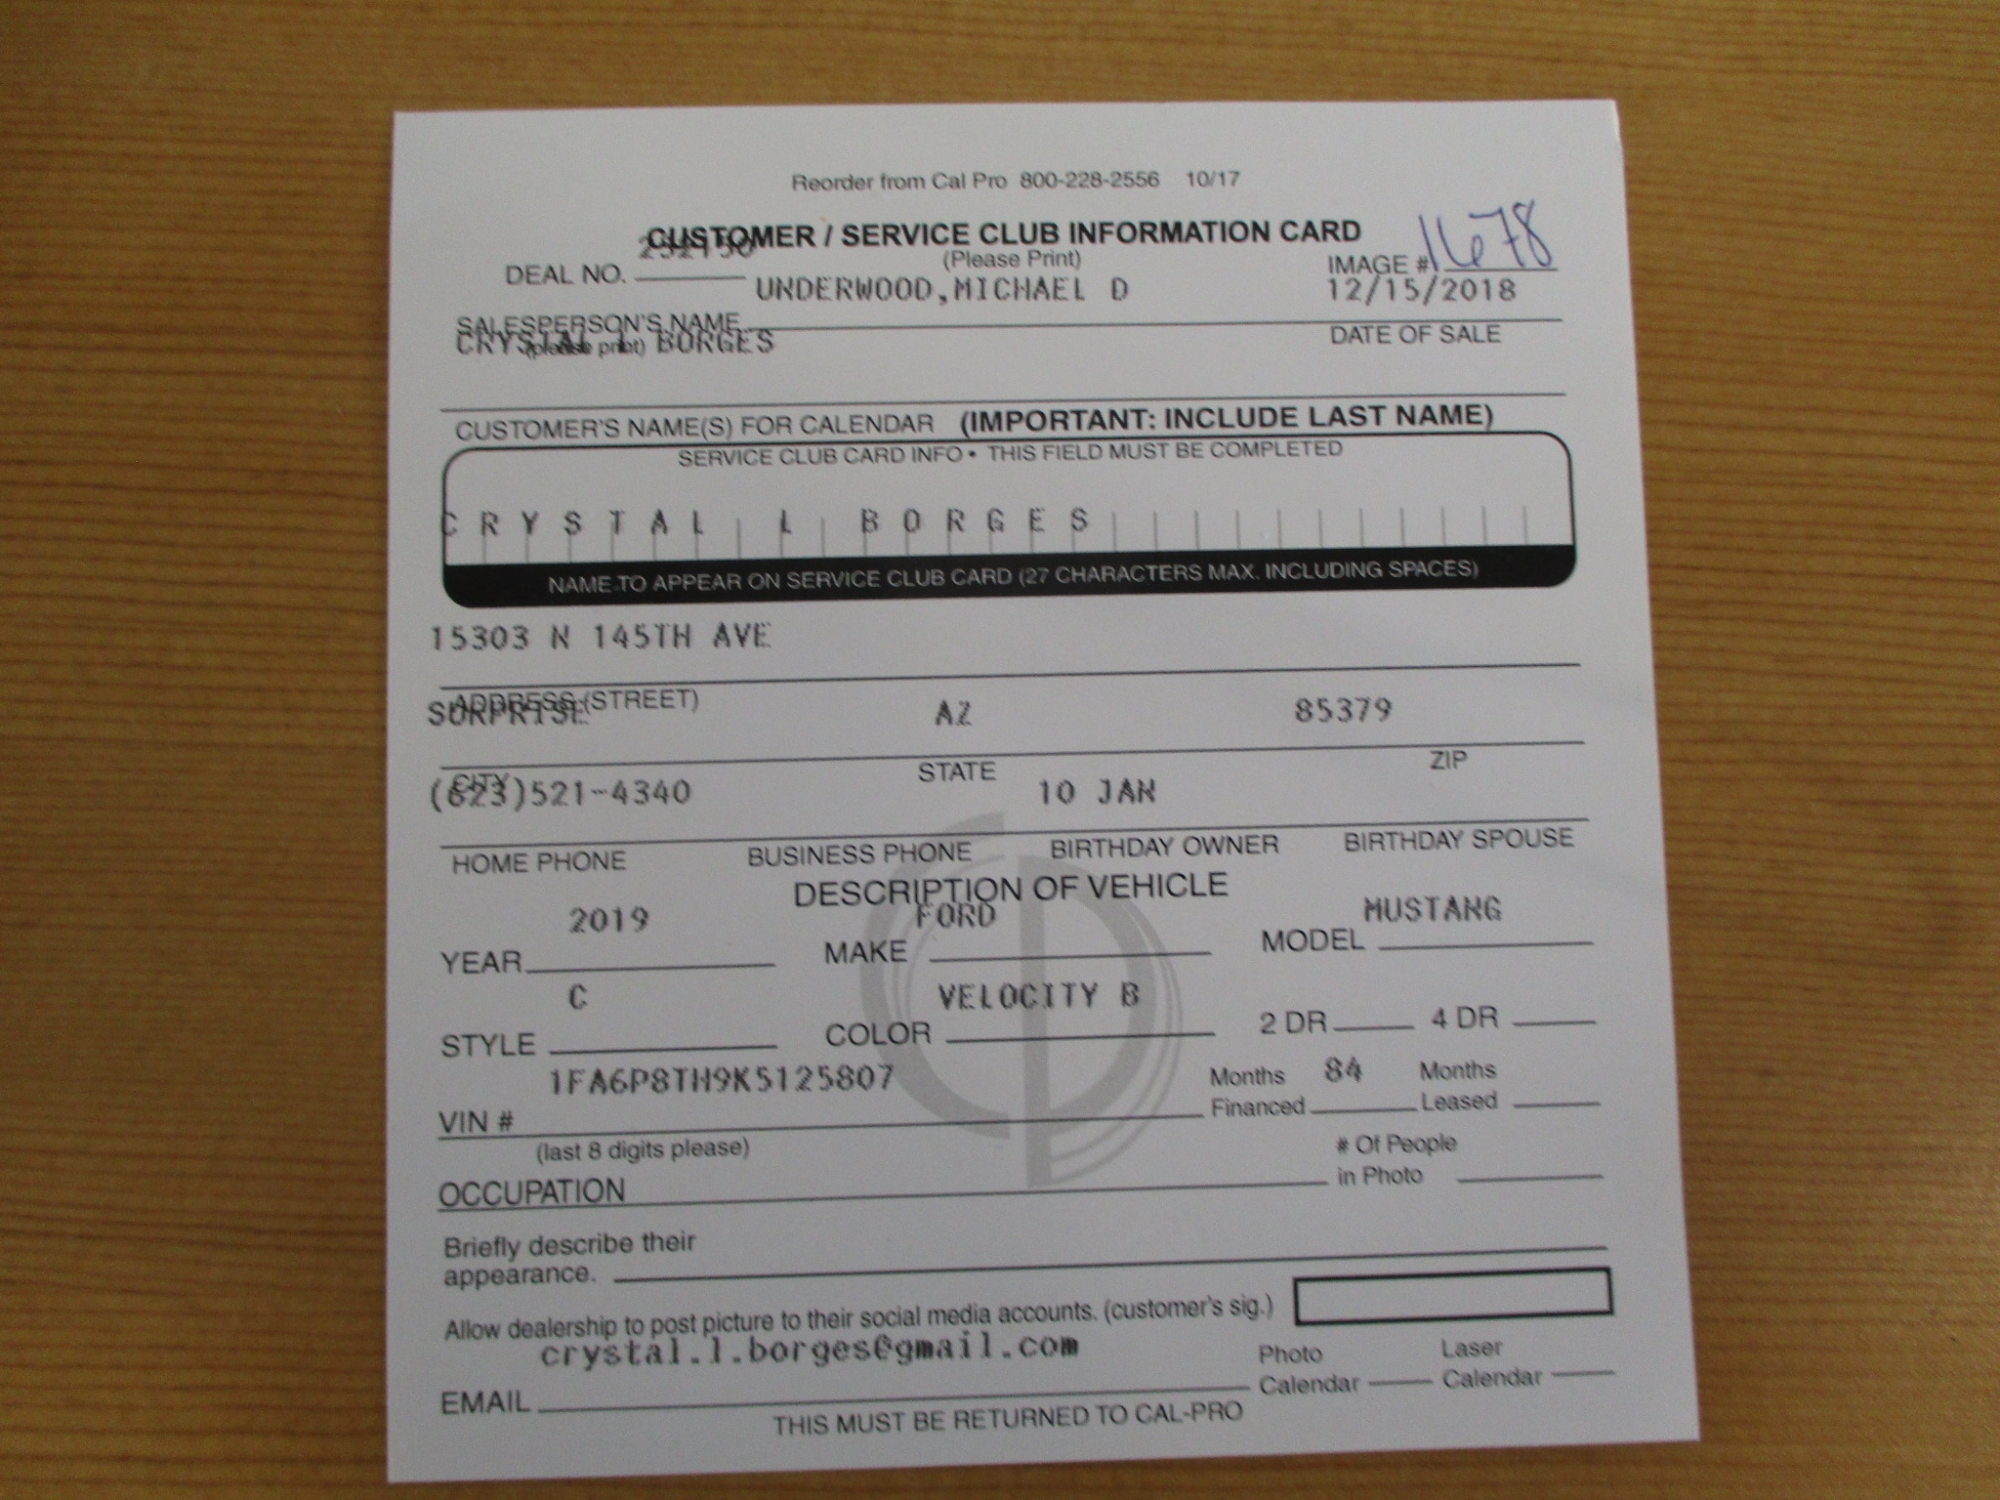 Reorder from Cal Pro 800-228-2556 10/17
CUSTOMER / SERVICE CLUB INFORMATION CARD
(Please Print)
DEAL NO. IMAGE # 1678
UNDERWOOD,MICHAEL D 12/15/2018
SALESPERSON'S NAME DATE OF SALE
(please print)
CRYSTAL L BORGES
CUSTOMER'S NAME(S) FOR CALENDAR (IMPORTANT: INCLUDE LAST NAME)
SERVICE CLUB CARD INFO • THIS FIELD MUST BE COMPLETED
CRYSTAL L BORGES
NAME TO APPEAR ON SERVICE CLUB CARD (27 CHARACTERS MAX. INCLUDING SPACES)
15303 N 145TH AVE
ADDRESS (STREET)
SURPRISE AZ 85379
CITY STATE ZIP
(623)521-4340 10 JAN
HOME PHONE BUSINESS PHONE BIRTHDAY OWNER BIRTHDAY SPOUSE
DESCRIPTION OF VEHICLE
2019 FORD MUSTANG
YEAR MAKE MODEL
C VELOCITY B
STYLE COLOR 2 DR 4 DR
1FA6P8TH9K5125807 Months Financed 84 Months Leased
VIN #
(last 8 digits please)
OCCUPATION # Of People in Photo
Briefly describe their
appearance.
Allow dealership to post picture to their social media accounts. (customer's sig.)
crystal.l.borges@gmail.com
EMAIL Photo Calendar Laser Calendar
THIS MUST BE RETURNED TO CAL-PRO